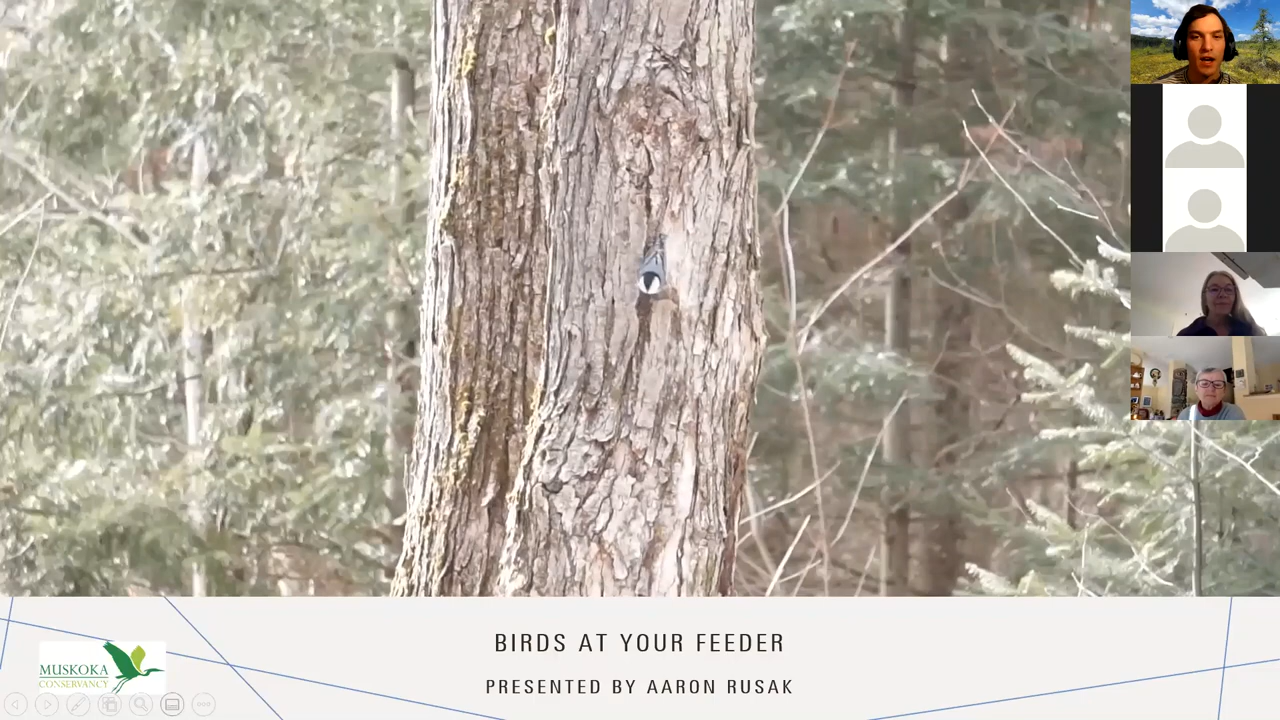 BIRDS AT YOUR FEEDER
PRESENTED BY AARON RUSAK
MUSKOKA
CONSERVANCY